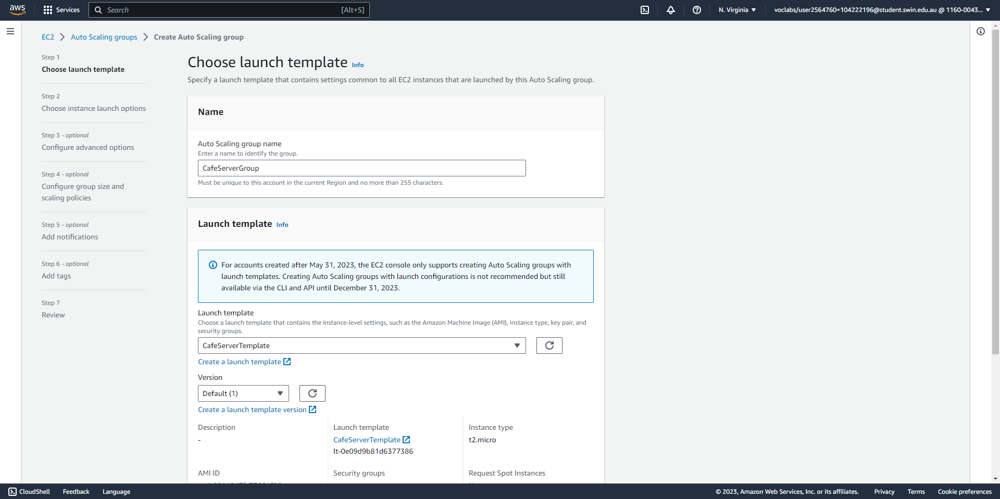 aws
Services
Search
[Alt+S]
N. Virginia
voclabs/user2564760=104222196@student.swin.edu.au @ 1160-0043...
EC2
Auto Scaling groups
Create Auto Scaling group
Step 1
Choose launch template
Step 2
Choose instance launch options
Step 3 - optional
Configure advanced options
Step 4 - optional
Configure group size and
scaling policies
Step 5 - optional
Add notifications
Step 6 - optional
Add tags
Step 7
Review
Choose launch template Info
Specify a launch template that contains settings common to all EC2 instances that are launched by this Auto Scaling group.
Name
Auto Scaling group name
Enter a name to identify the group.
CafeServerGroup
Must be unique to this account in the current Region and no more than 255 characters.
Launch template Info
For accounts created after May 31, 2023, the EC2 console only supports creating Auto Scaling groups with
launch templates. Creating Auto Scaling groups with launch configurations is not recommended but still
available via the CLI and API until December 31, 2023.
Launch template
Choose a launch template that contains the instance-level settings, such as the Amazon Machine Image (AMI), instance type, key pair, and
security groups.
CafeServerTemplate
Create a launch template
Version
Default (1)
Create a launch template version
Description
-
Launch template
CafeServerTemplate
lt-0e09d9b81d6377386
Instance type
t2.micro
AMI ID
Security groups
Request Spot Instances
CloudShell
Feedback
Language
© 2023, Amazon Web Services, Inc. or its affiliates.
Privacy
Terms
Cookie preferences